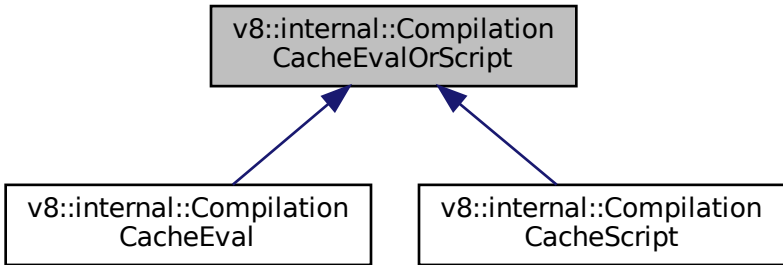 v8::internal::Compilation
CacheEvalOrScript
v8::internal::Compilation
CacheEval
v8::internal::Compilation
CacheScript